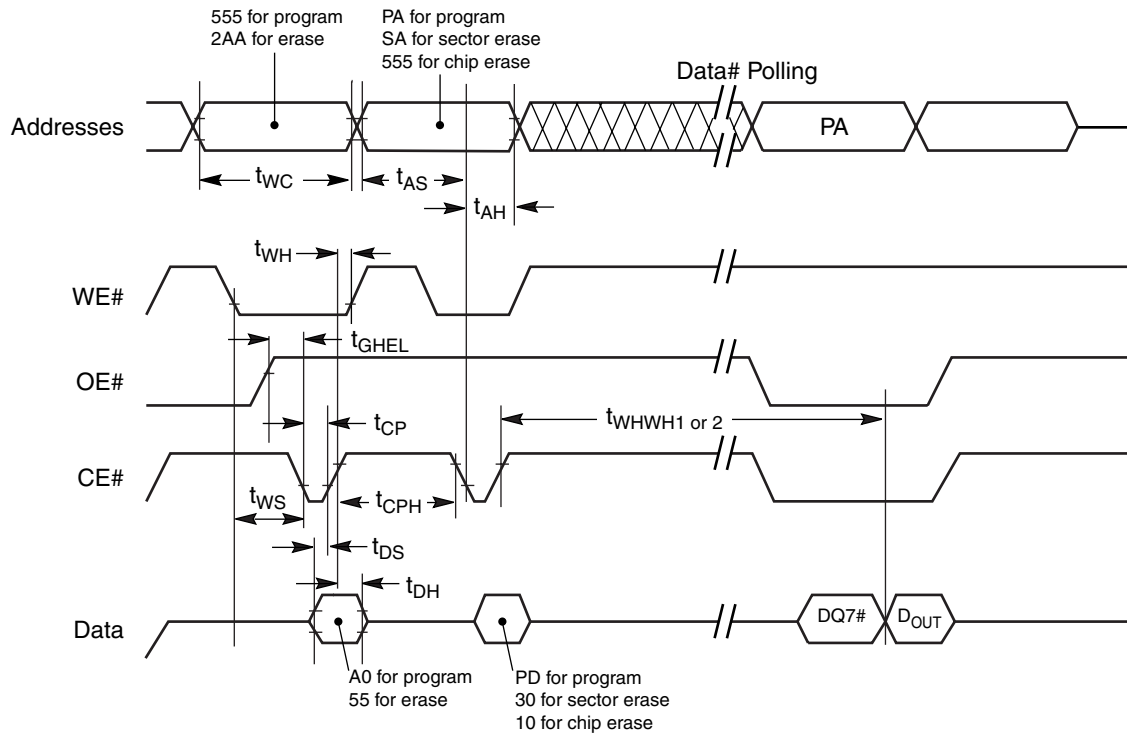 555 for program
2AA for erase
PA for program
SA for sector erase
555 for chip erase
Data# Polling
Addresses
PA
tWC
tAS
tAH
tWH
WE#
tGHEL
OE#
tWHWH1 or 2
tCP
CE#
tWS
tCPH
tDS
tDH
Data
DQ7#
DOUT
A0 for program
55 for erase
PD for program
30 for sector erase
10 for chip erase